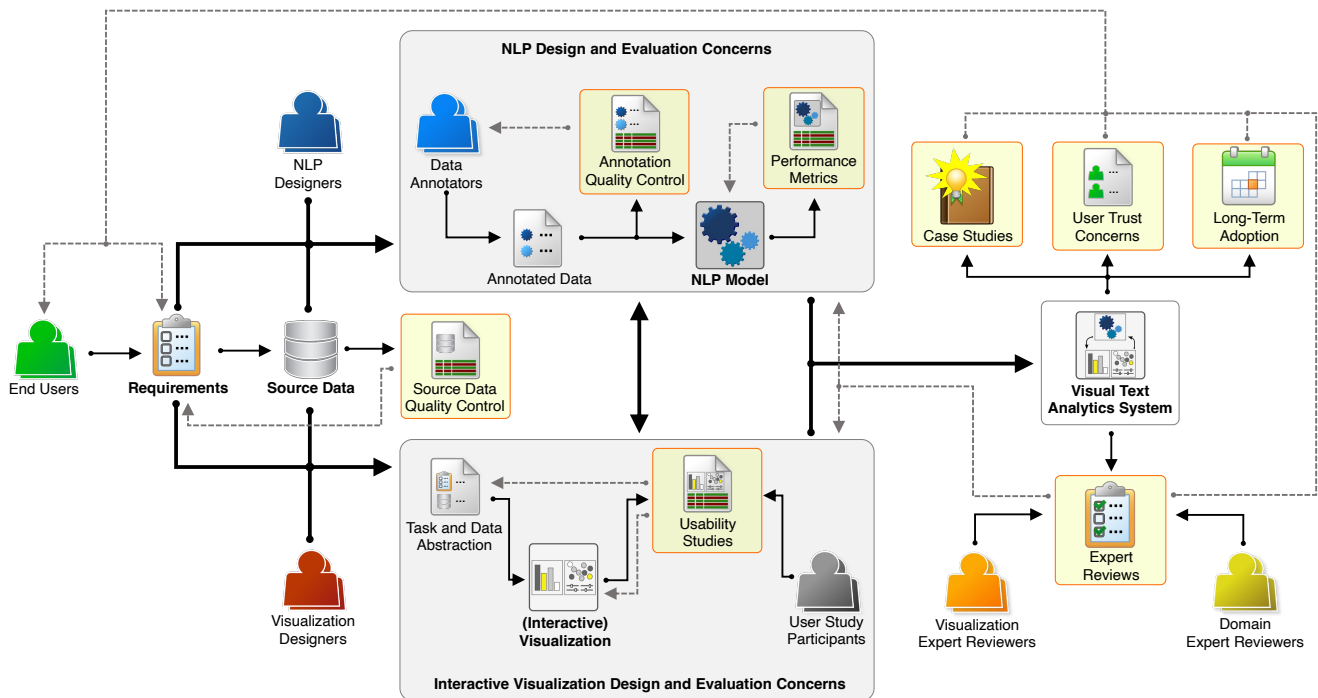 NLP Design and Evaluation Concerns
NLP
Designers
Data
Annotators
Annotation
Quality Control
Performance
Metrics
Annotated Data
NLP Model
Case Studies
User Trust
Concerns
Long-Term
Adoption
End Users
Requirements
Source Data
Source Data
Quality Control
Visual Text
Analytics System
Task and Data
Abstraction
Usability
Studies
(Interactive)
Visualization
User Study
Participants
Visualization
Designers
Expert
Reviews
Visualization
Expert Reviewers
Domain
Expert Reviewers
Interactive Visualization Design and Evaluation Concerns